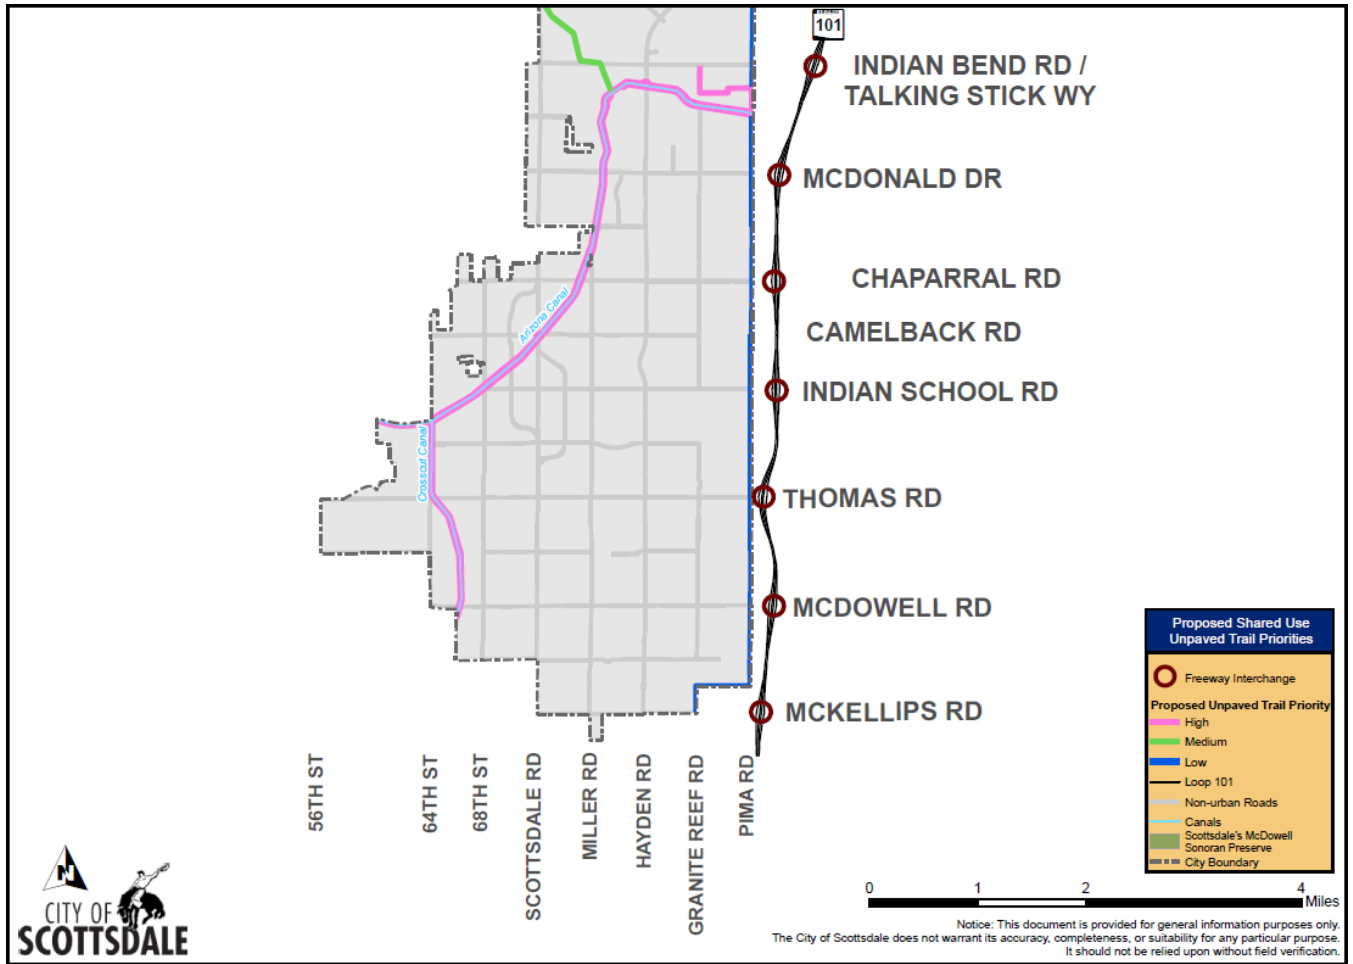 101
INDIAN BEND RD /
TALKING STICK WY
MCDONALD DR
CHAPARRAL RD
CAMELBACK RD
INDIAN SCHOOL RD
THOMAS RD
MCDOWELL RD
MCKELLIPS RD
Arizona Canal
Crosscut Canal
56TH ST
64TH ST
68TH ST
SCOTTSDALE RD
MILLER RD
HAYDEN RD
GRANITE REEF RD
PIMA RD
Proposed Shared Use
Unpaved Trail Priorities
Freeway Interchange
Proposed Unpaved Trail Priority
High
Medium
Low
Loop 101
Non-urban Roads
Canals
Scottsdale's McDowell
Sonoran Preserve
City Boundary
N
CITY OF
SCOTTSDALE
0 1 2 4
Miles
Notice: This document is provided for general information purposes only.
The City of Scottsdale does not warrant its accuracy, completeness, or suitability for any particular purpose.
It should not be relied upon without field verification.